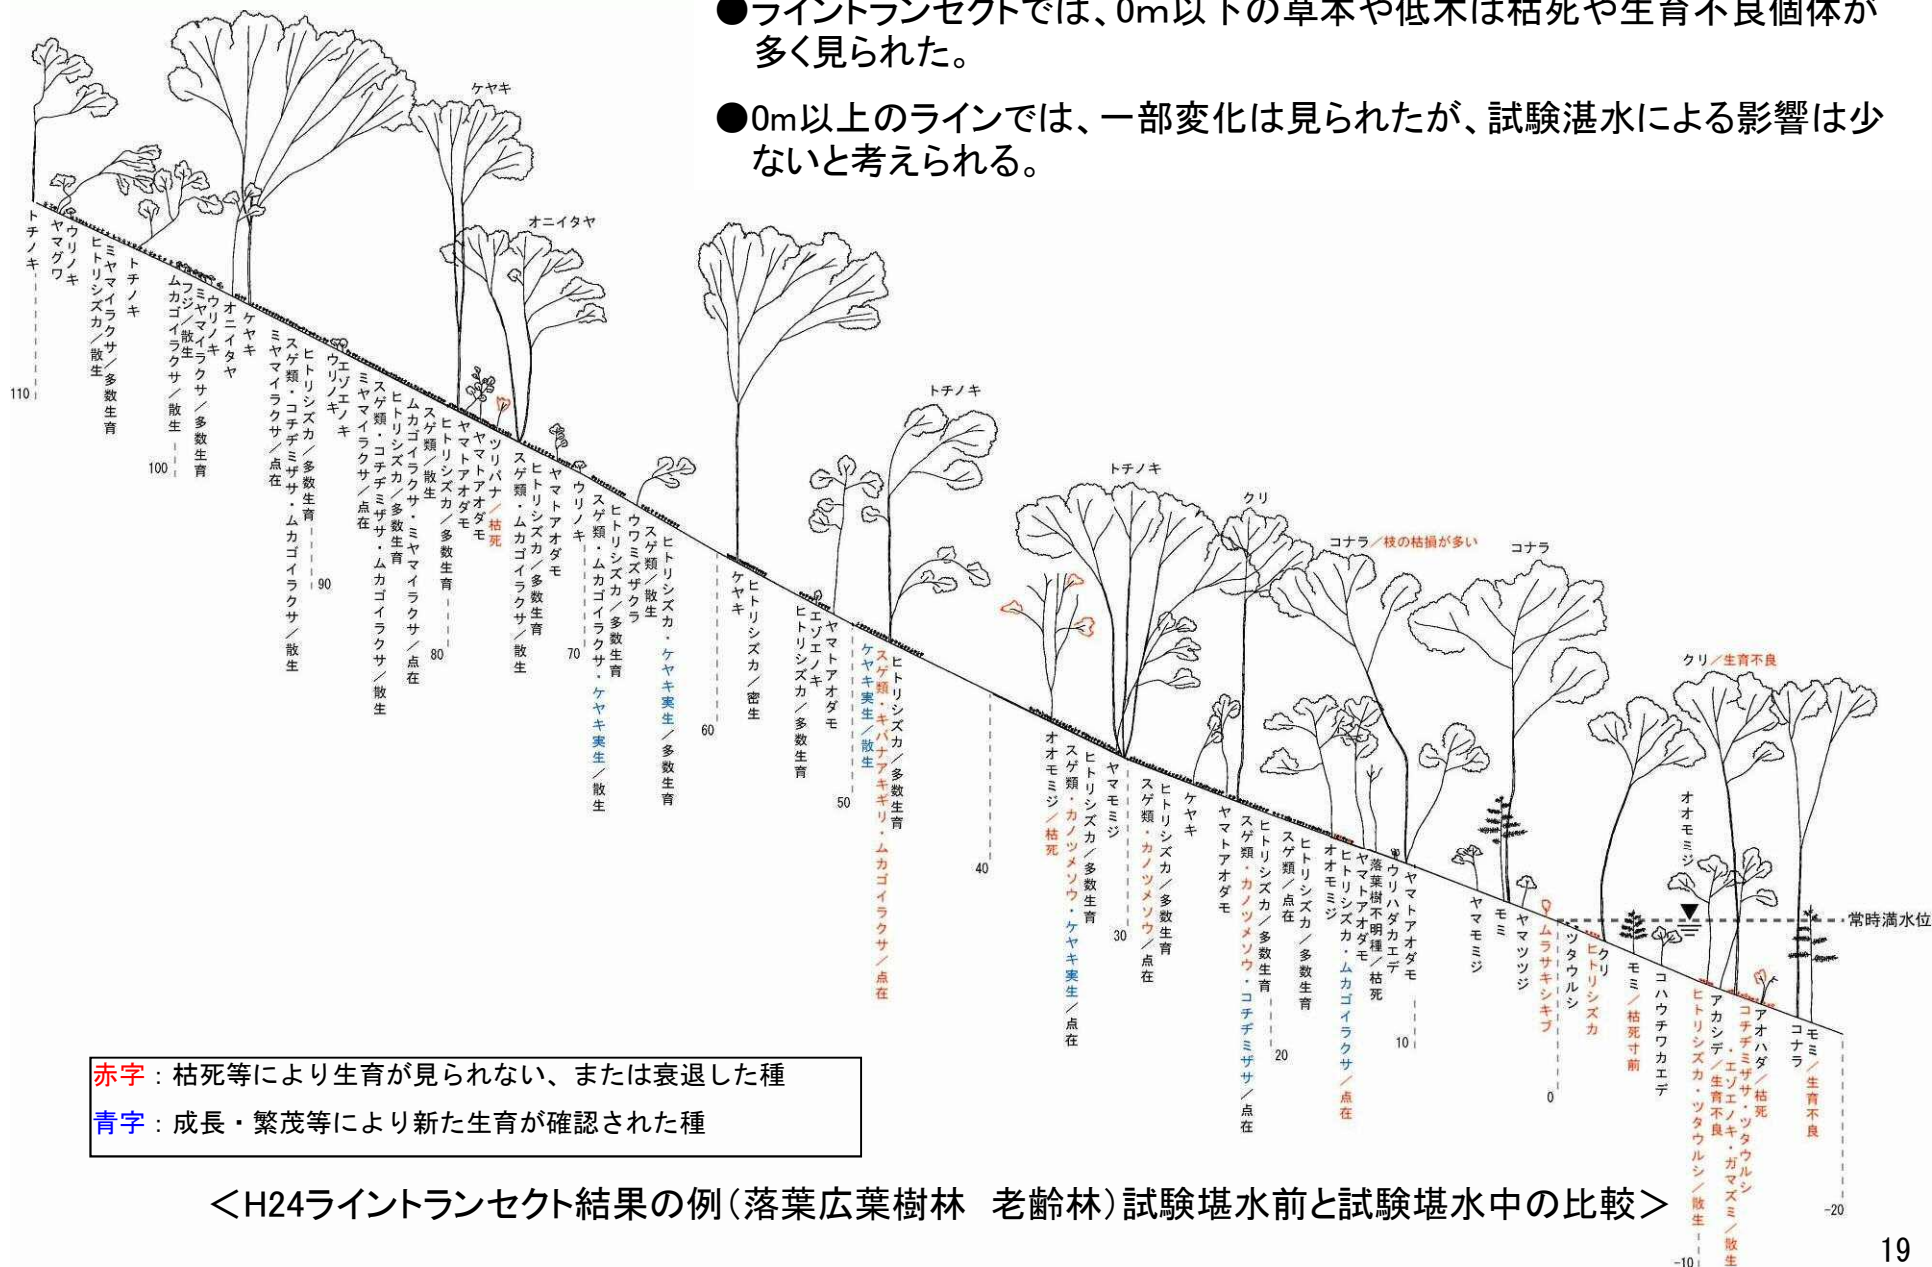 ●ライントランセクトでは、0m以下の草本や低木は枯死や生育不良個体が
多く見られた。
●0m以上のラインでは、一部変化は見られたが、試験湛水による影響は少
ないと考えられる。
ケヤキ
オニイタヤ
トチノキ
トチノキ
クリ
コナラ／枝の枯損が多い
コナラ
クリ／生育不良
オオモミジ
常時満水位
トチノキ
ヤマグワ
ウリノキ
ヒトリシズカ／散生
ミヤマイラクサ／多数生育
トチノキ
ムカゴイラクサ／散生
フジ／散生
ミヤマイラクサ／多数生育
ウリノキ
オニイタヤ
ケヤキ
ミヤマイラクサ／点在
スゲ類・コチヂミザサ・ムカゴイラクサ／散生
ヒトリシズカ／多数生育
ウリノキ
エゾエノキ
ミヤマイラクサ／点在
スゲ類・コチヂミザサ・ムカゴイラクサ／散生
ヒトリシズカ／多数生育
ムカゴイラクサ・ミヤマイラクサ／点在
スゲ類／散生
ヒトリシズカ／多数生育
ヤマトアオダモ
ヤマトアオダモ
ツリバナ／枯死
スゲ類・ムカゴイラクサ／散生
ヒトリシズカ／多数生育
ヤマトアオダモ
ウリノキ
スゲ類・ムカゴイラクサ・ケヤキ実生／散生
ヒトリシズカ／多数生育
ウワミズザクラ
スゲ類／散生
ヒトリシズカ・ケヤキ実生／多数生育
ケヤキ
ヒトリシズカ／密生
ヒトリシズカ／多数生育
エゾエノキ
ヤマトアオダモ
ケヤキ実生／散生
スゲ類・キバナアキギリ・ムカゴイラクサ／点在
ヒトリシズカ／多数生育
オオモミジ／枯死
スゲ類・カノツメソウ・ケヤキ実生／点在
ヒトリシズカ／多数生育
ヤマモミジ
スゲ類・カノツメソウ／点在
ヒトリシズカ／多数生育
ケヤキ
ヤマトアオダモ
スゲ類・カノツメソウ・コチヂミザサ／点在
ヒトリシズカ／多数生育
スゲ類／点在
ヒトリシズカ／多数生育
オオモミジ
ヒトリシズカ・ムカゴイラクサ／点在
ヤマトアオダモ
落葉樹不明種／枯死
ウリハダカエデ
ヤマトアオダモ
ヤマモミジ
モミ
ヤマツツジ
ムラサキシキブ
ツタウルシ
ヒトリシズカ
クリ
モミ／枯死寸前
コハウチワカエデ
ヒトリシズカ・ツタウルシ／散生
アカシデ／生育不良
コチヂミザサ・ツタウルシ
・エゾエノキ・ガマズミ／散生
アオハダ／枯死
コナラ
モミ／生育不良
110
100
90
80
70
60
50
40
30
20
10
0
-10
-20
赤字：枯死等により生育が見られない、または衰退した種
青字：成長・繁茂等により新たな生育が確認された種
＜H24ライントランセクト結果の例（落葉広葉樹林　老齢林）試験堪水前と試験堪水中の比較＞
19